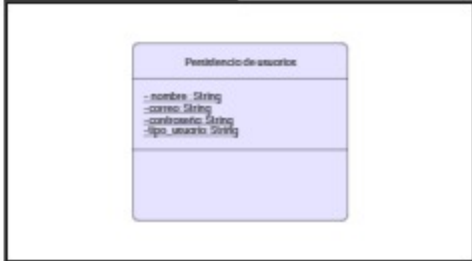 Persistencia de usuarios
- nombre: String
-correo: String
-contraseña: String
-tipo_usuario: String